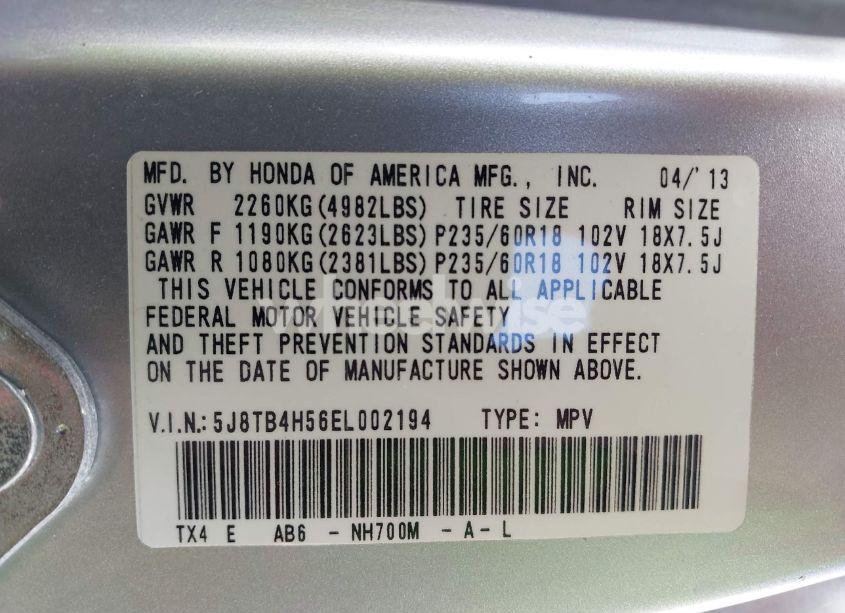 MFD. BY HONDA OF AMERICA MFG., INC. 04/'13
GVWR 2260KG(4982LBS) TIRE SIZE RIM SIZE
GAWR F 1190KG(2623LBS) P235/60R18 102V 18X7.5J
GAWR R 1080KG(2381LBS) P235/60R18 102V 18X7.5J
THIS VEHICLE CONFORMS TO ALL APPLICABLE
FEDERAL MOTOR VEHICLE SAFETY
AND THEFT PREVENTION STANDARDS IN EFFECT
ON THE DATE OF MANUFACTURE SHOWN ABOVE.
V.I.N.: 5J8TB4H56EL002194 TYPE: MPV
TX4 E AB6 - NH700M - A - L